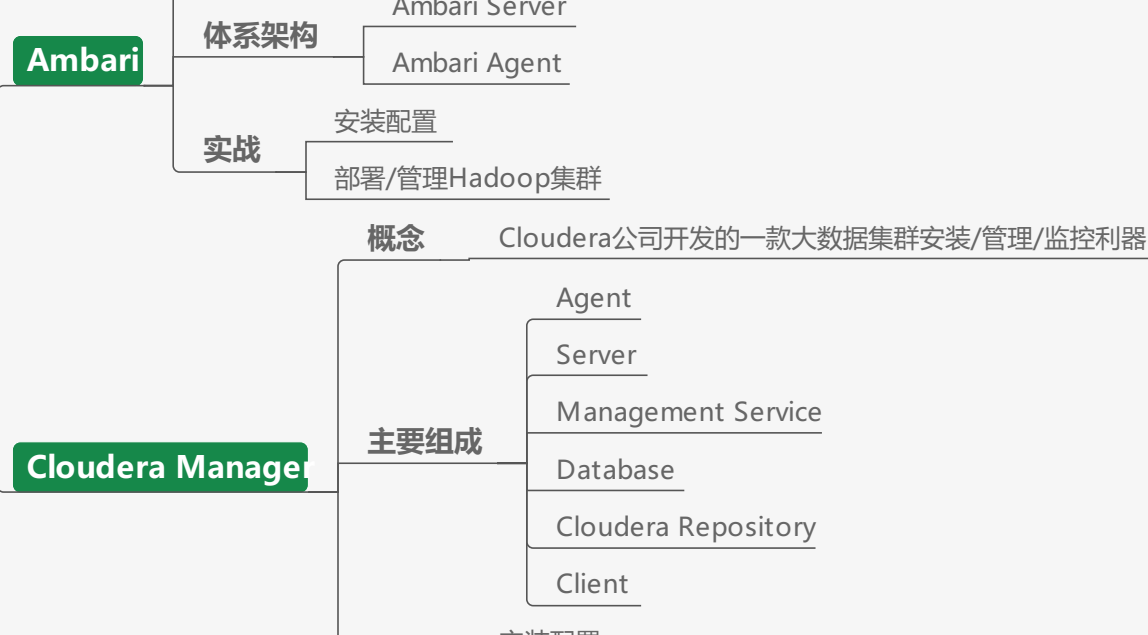 Ambari
体系架构
Ambari Server
Ambari Agent
实战
安装配置
部署/管理Hadoop集群
Cloudera Manager
概念
Cloudera公司开发的一款大数据集群安装/管理/监控利器
主要组成
Agent
Server
Management Service
Database
Cloudera Repository
Client